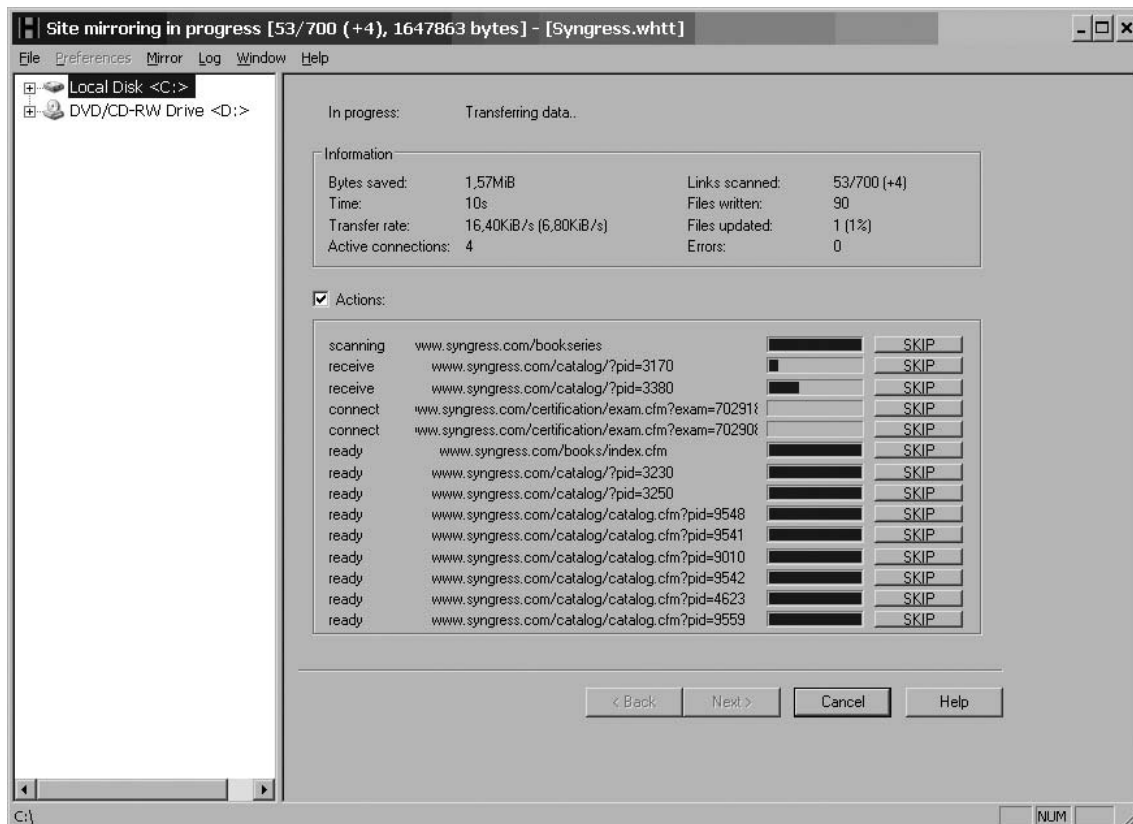 Site mirroring in progress [53/700 (+4), 1647863 bytes] - [Syngress.whtt]
File Preferences Mirror Log Window Help
Local Disk <C:>
DVD/CD-RW Drive <D:>
In progress: Transferring data..
Information
Bytes saved: 1,57MiB Links scanned: 53/700 (+4)
Time: 10s Files written: 90
Transfer rate: 16,40KiB/s (6,80KiB/s) Files updated: 1 (1%)
Active connections: 4 Errors: 0
Actions:
scanning www.syngress.com/bookseries SKIP
receive www.syngress.com/catalog/?pid=3170 SKIP
receive www.syngress.com/catalog/?pid=3380 SKIP
connect www.syngress.com/certification/exam.cfm?exam=702918 SKIP
connect www.syngress.com/certification/exam.cfm?exam=702908 SKIP
ready www.syngress.com/books/index.cfm SKIP
ready www.syngress.com/catalog/?pid=3230 SKIP
ready www.syngress.com/catalog/?pid=3250 SKIP
ready www.syngress.com/catalog/catalog.cfm?pid=9548 SKIP
ready www.syngress.com/catalog/catalog.cfm?pid=9541 SKIP
ready www.syngress.com/catalog/catalog.cfm?pid=9010 SKIP
ready www.syngress.com/catalog/catalog.cfm?pid=9542 SKIP
ready www.syngress.com/catalog/catalog.cfm?pid=4623 SKIP
ready www.syngress.com/catalog/catalog.cfm?pid=9559 SKIP
< Back Next > Cancel Help
C:\ NUM